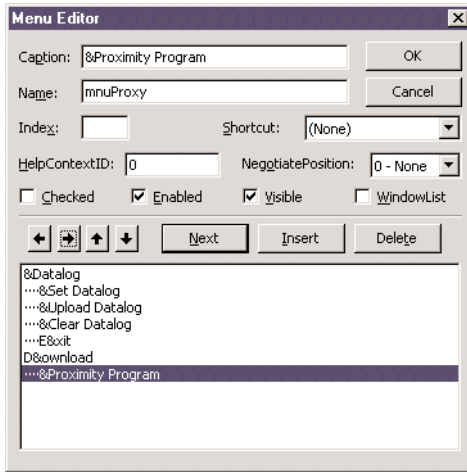 Menu Editor
Caption: &Proximity Program
OK
Name: mnuProxy
Cancel
Index:
Shortcut: (None)
HelpContextID: 0
NegotiatePosition: 0 - None
Checked
Enabled
Visible
WindowList
Next
Insert
Delete
&Datalog
····&Set Datalog
····&Upload Datalog
····&Clear Datalog
····E&xit
D&ownload
····&Proximity Program